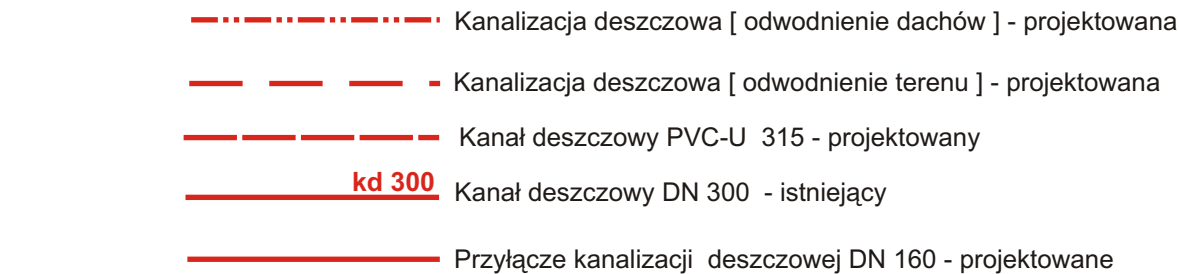 Kanalizacja deszczowa [ odwodnienie dachów ] - projektowana
Kanalizacja deszczowa [ odwodnienie terenu ] - projektowana
Kanał deszczowy PVC-U 315 - projektowany
kd 300 Kanał deszczowy DN 300 - istniejący
Przyłącze kanalizacji deszczowej DN 160 - projektowane